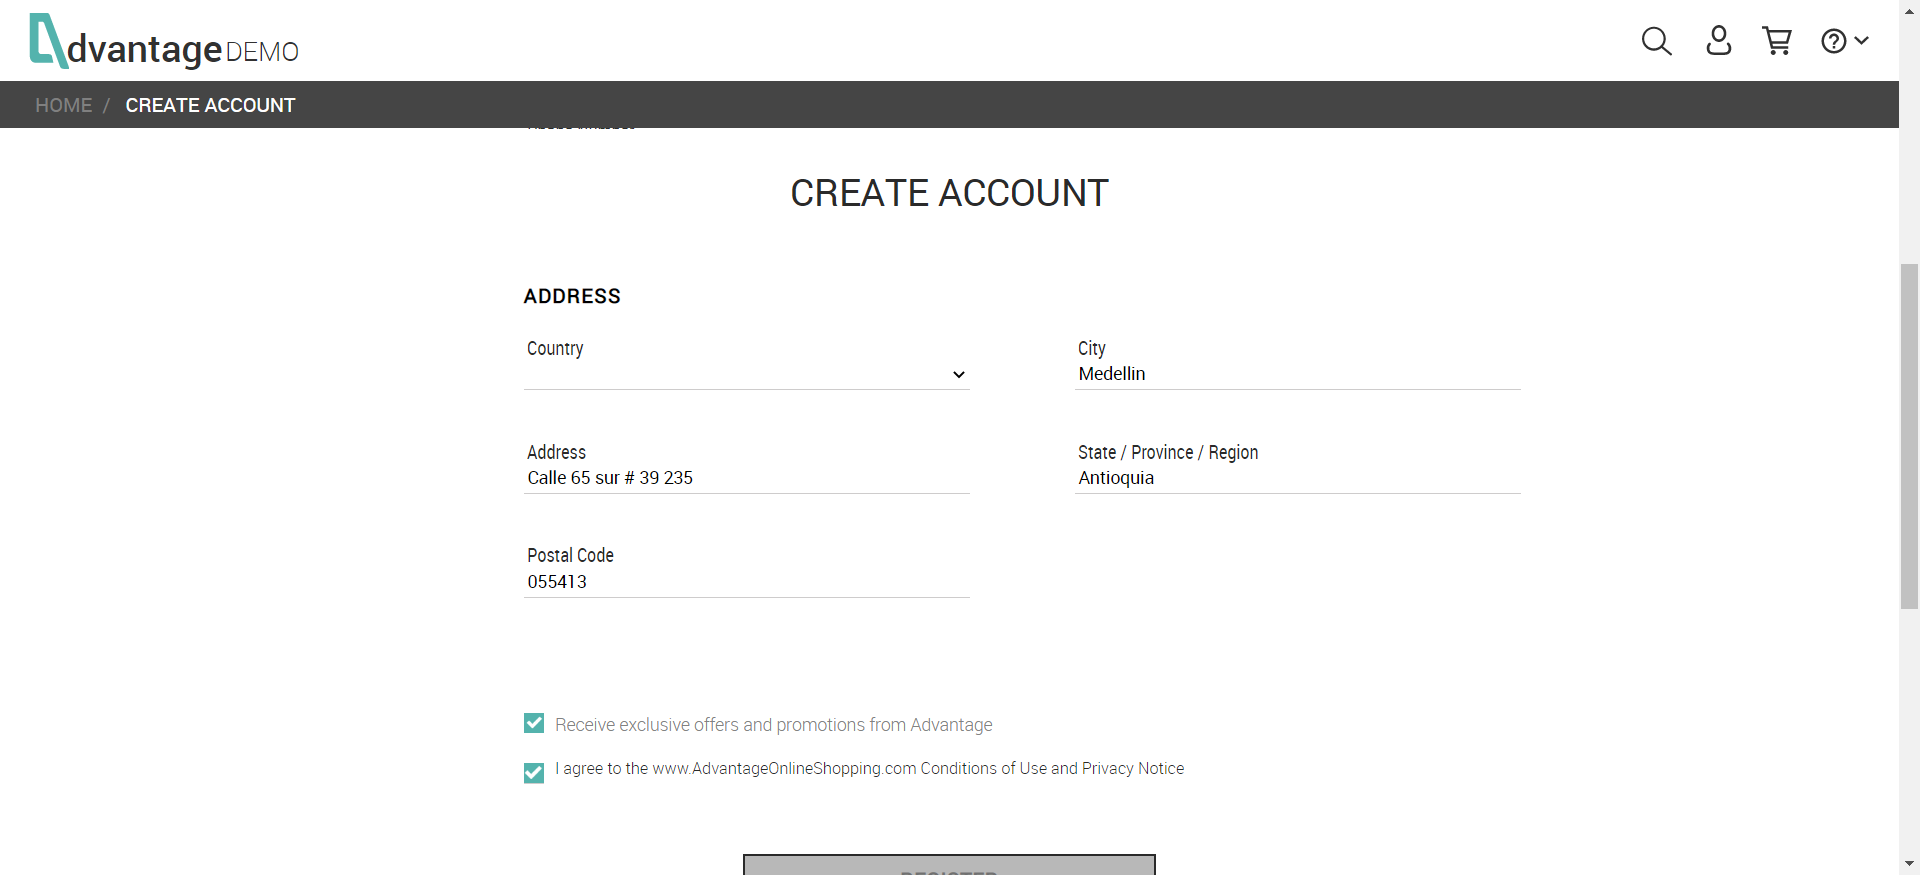 dvantage DEMO
HOME / CREATE ACCOUNT
CREATE ACCOUNT
ADDRESS
Country
City
Medellin
Address
Calle 65 sur # 39 235
State / Province / Region
Antioquia
Postal Code
055413
Receive exclusive offers and promotions from Advantage
I agree to the www.AdvantageOnlineShopping.com Conditions of Use and Privacy Notice
REGISTER